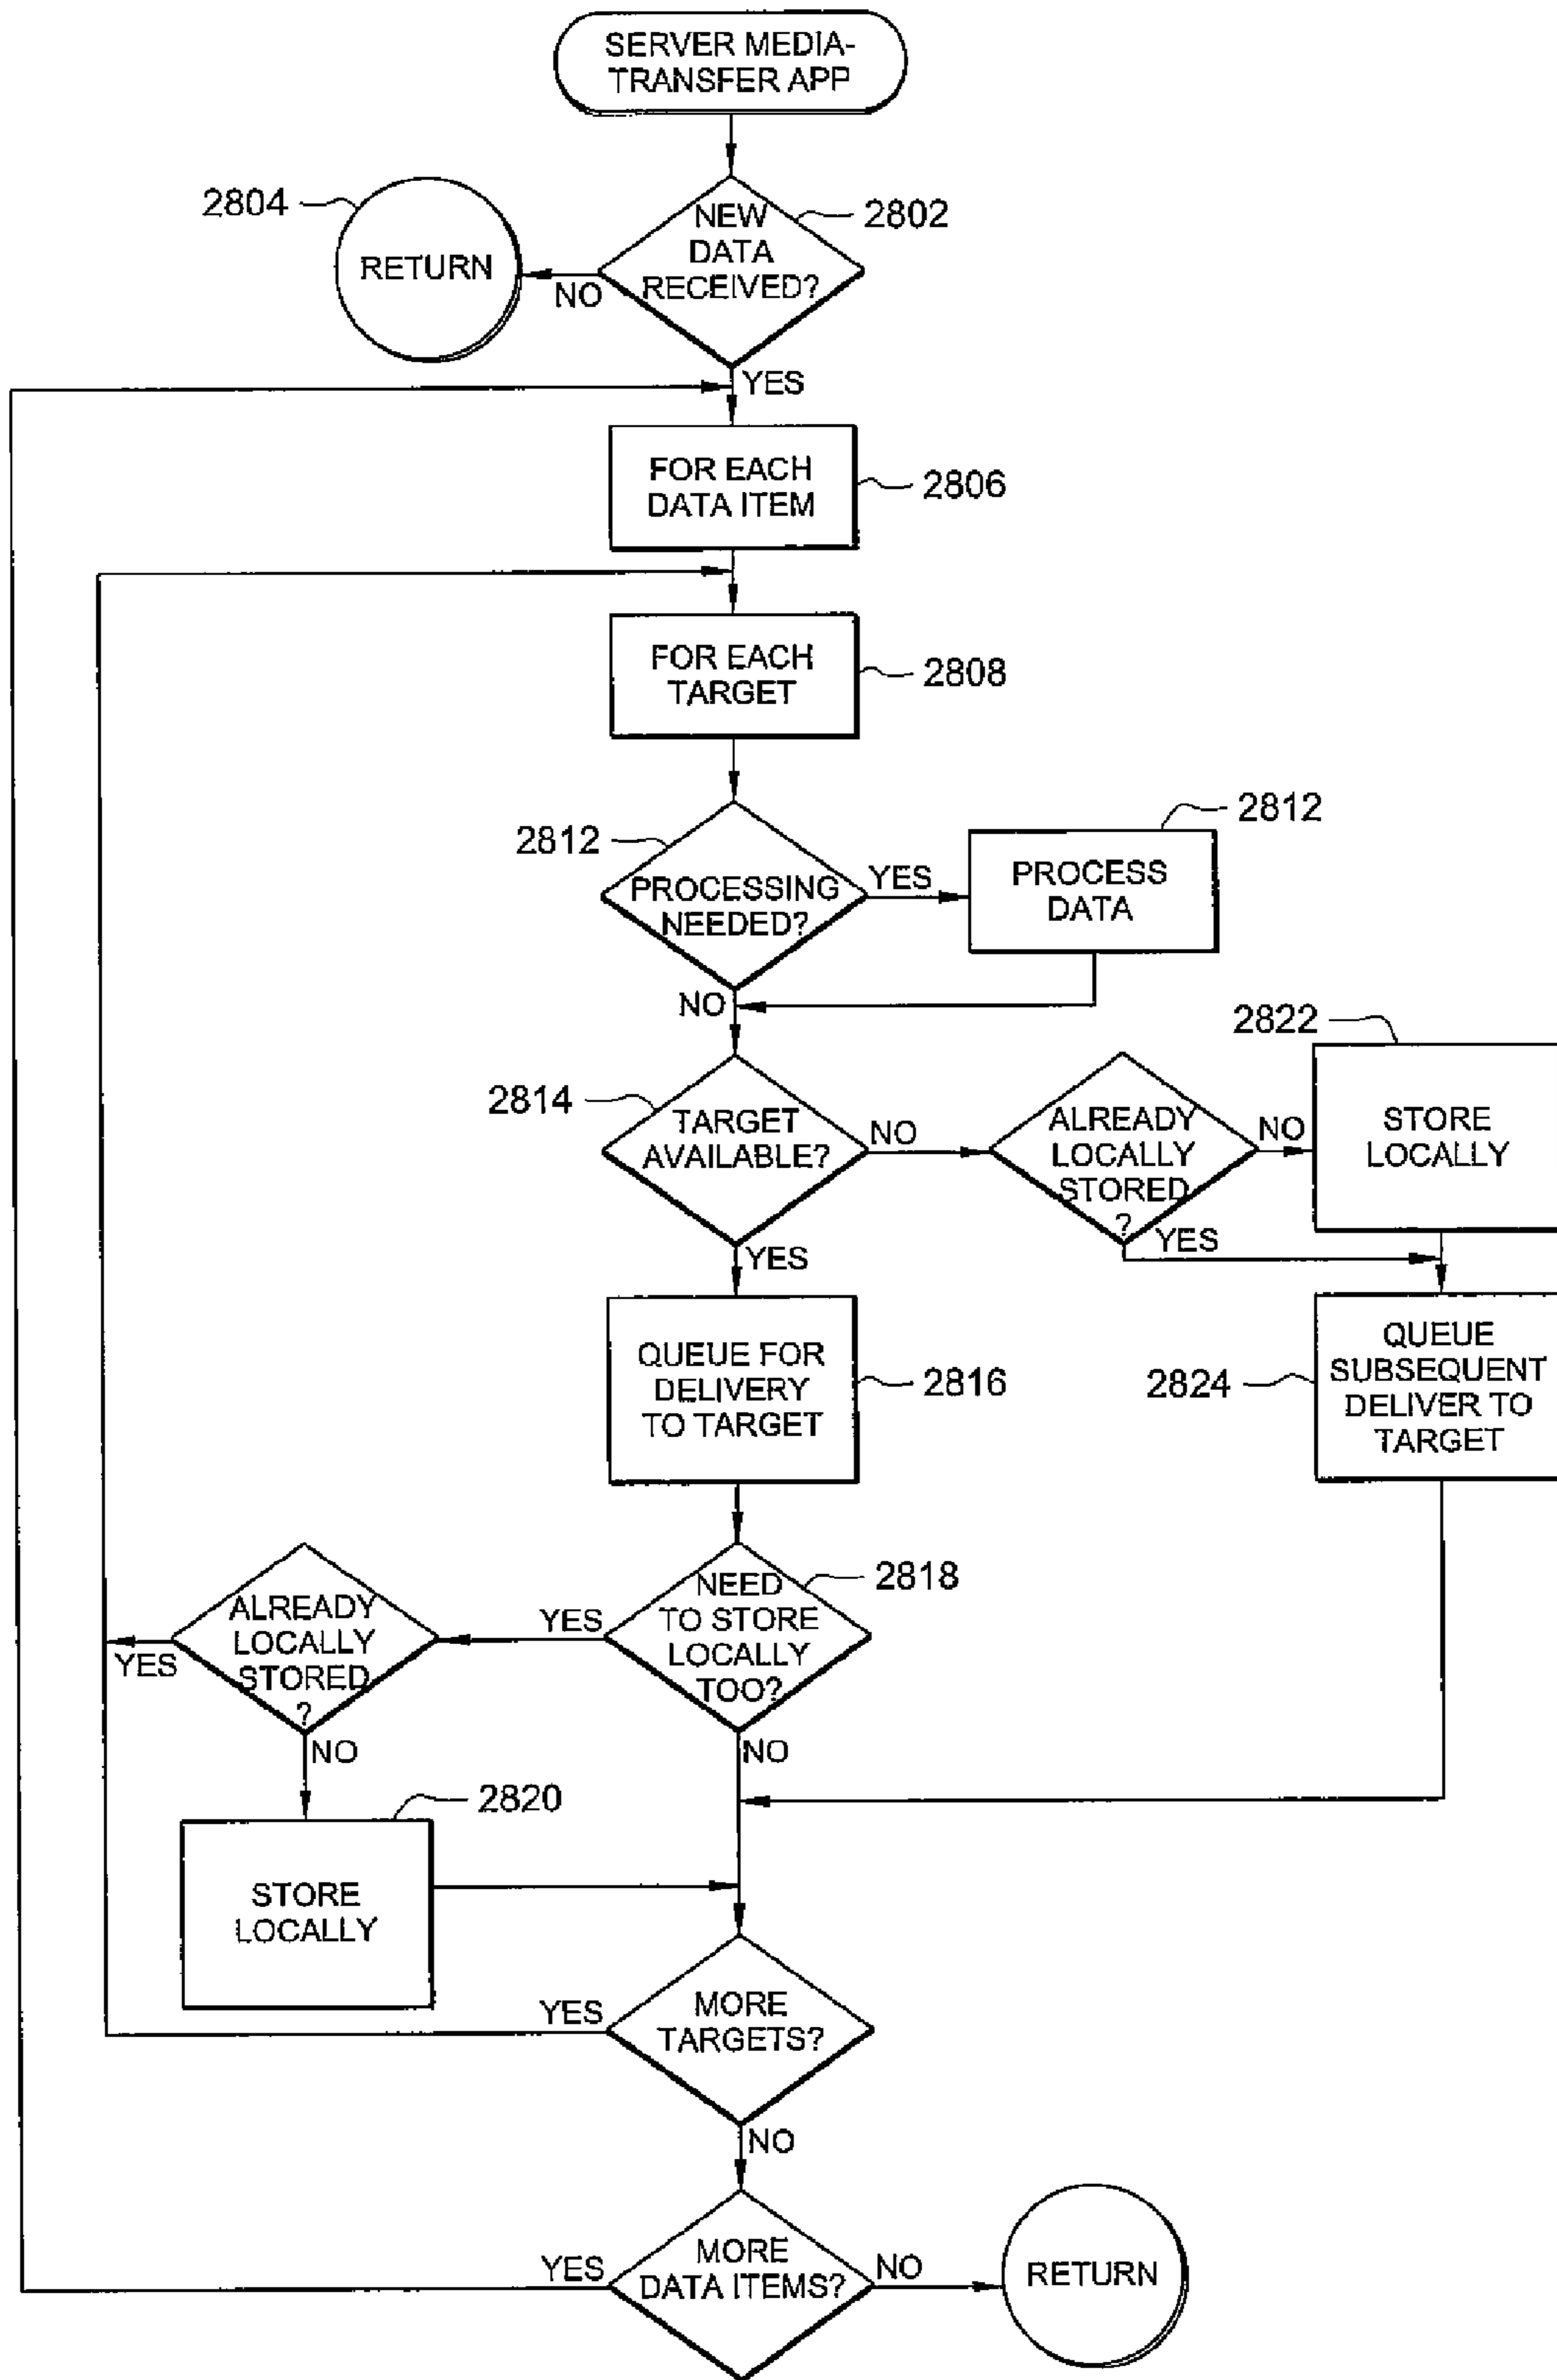 SERVER MEDIA-
TRANSFER APP
2804
2802
NEW
DATA
RECEIVED?
RETURN
NO
YES
FOR EACH
DATA ITEM
2806
FOR EACH
TARGET
2808
2812
2812
PROCESSING
NEEDED?
YES
PROCESS
DATA
NO
2822
2814
TARGET
AVAILABLE?
NO
ALREADY
LOCALLY
STORED
?
NO
STORE
LOCALLY
YES
YES
QUEUE FOR
DELIVERY
TO TARGET
2816
2824
QUEUE
SUBSEQUENT
DELIVER TO
TARGET
2818
NEED
TO STORE
LOCALLY
TOO?
YES
ALREADY
LOCALLY
STORED
?
YES
NO
NO
2820
STORE
LOCALLY
YES
MORE
TARGETS?
NO
YES
MORE
DATA ITEMS?
NO
RETURN